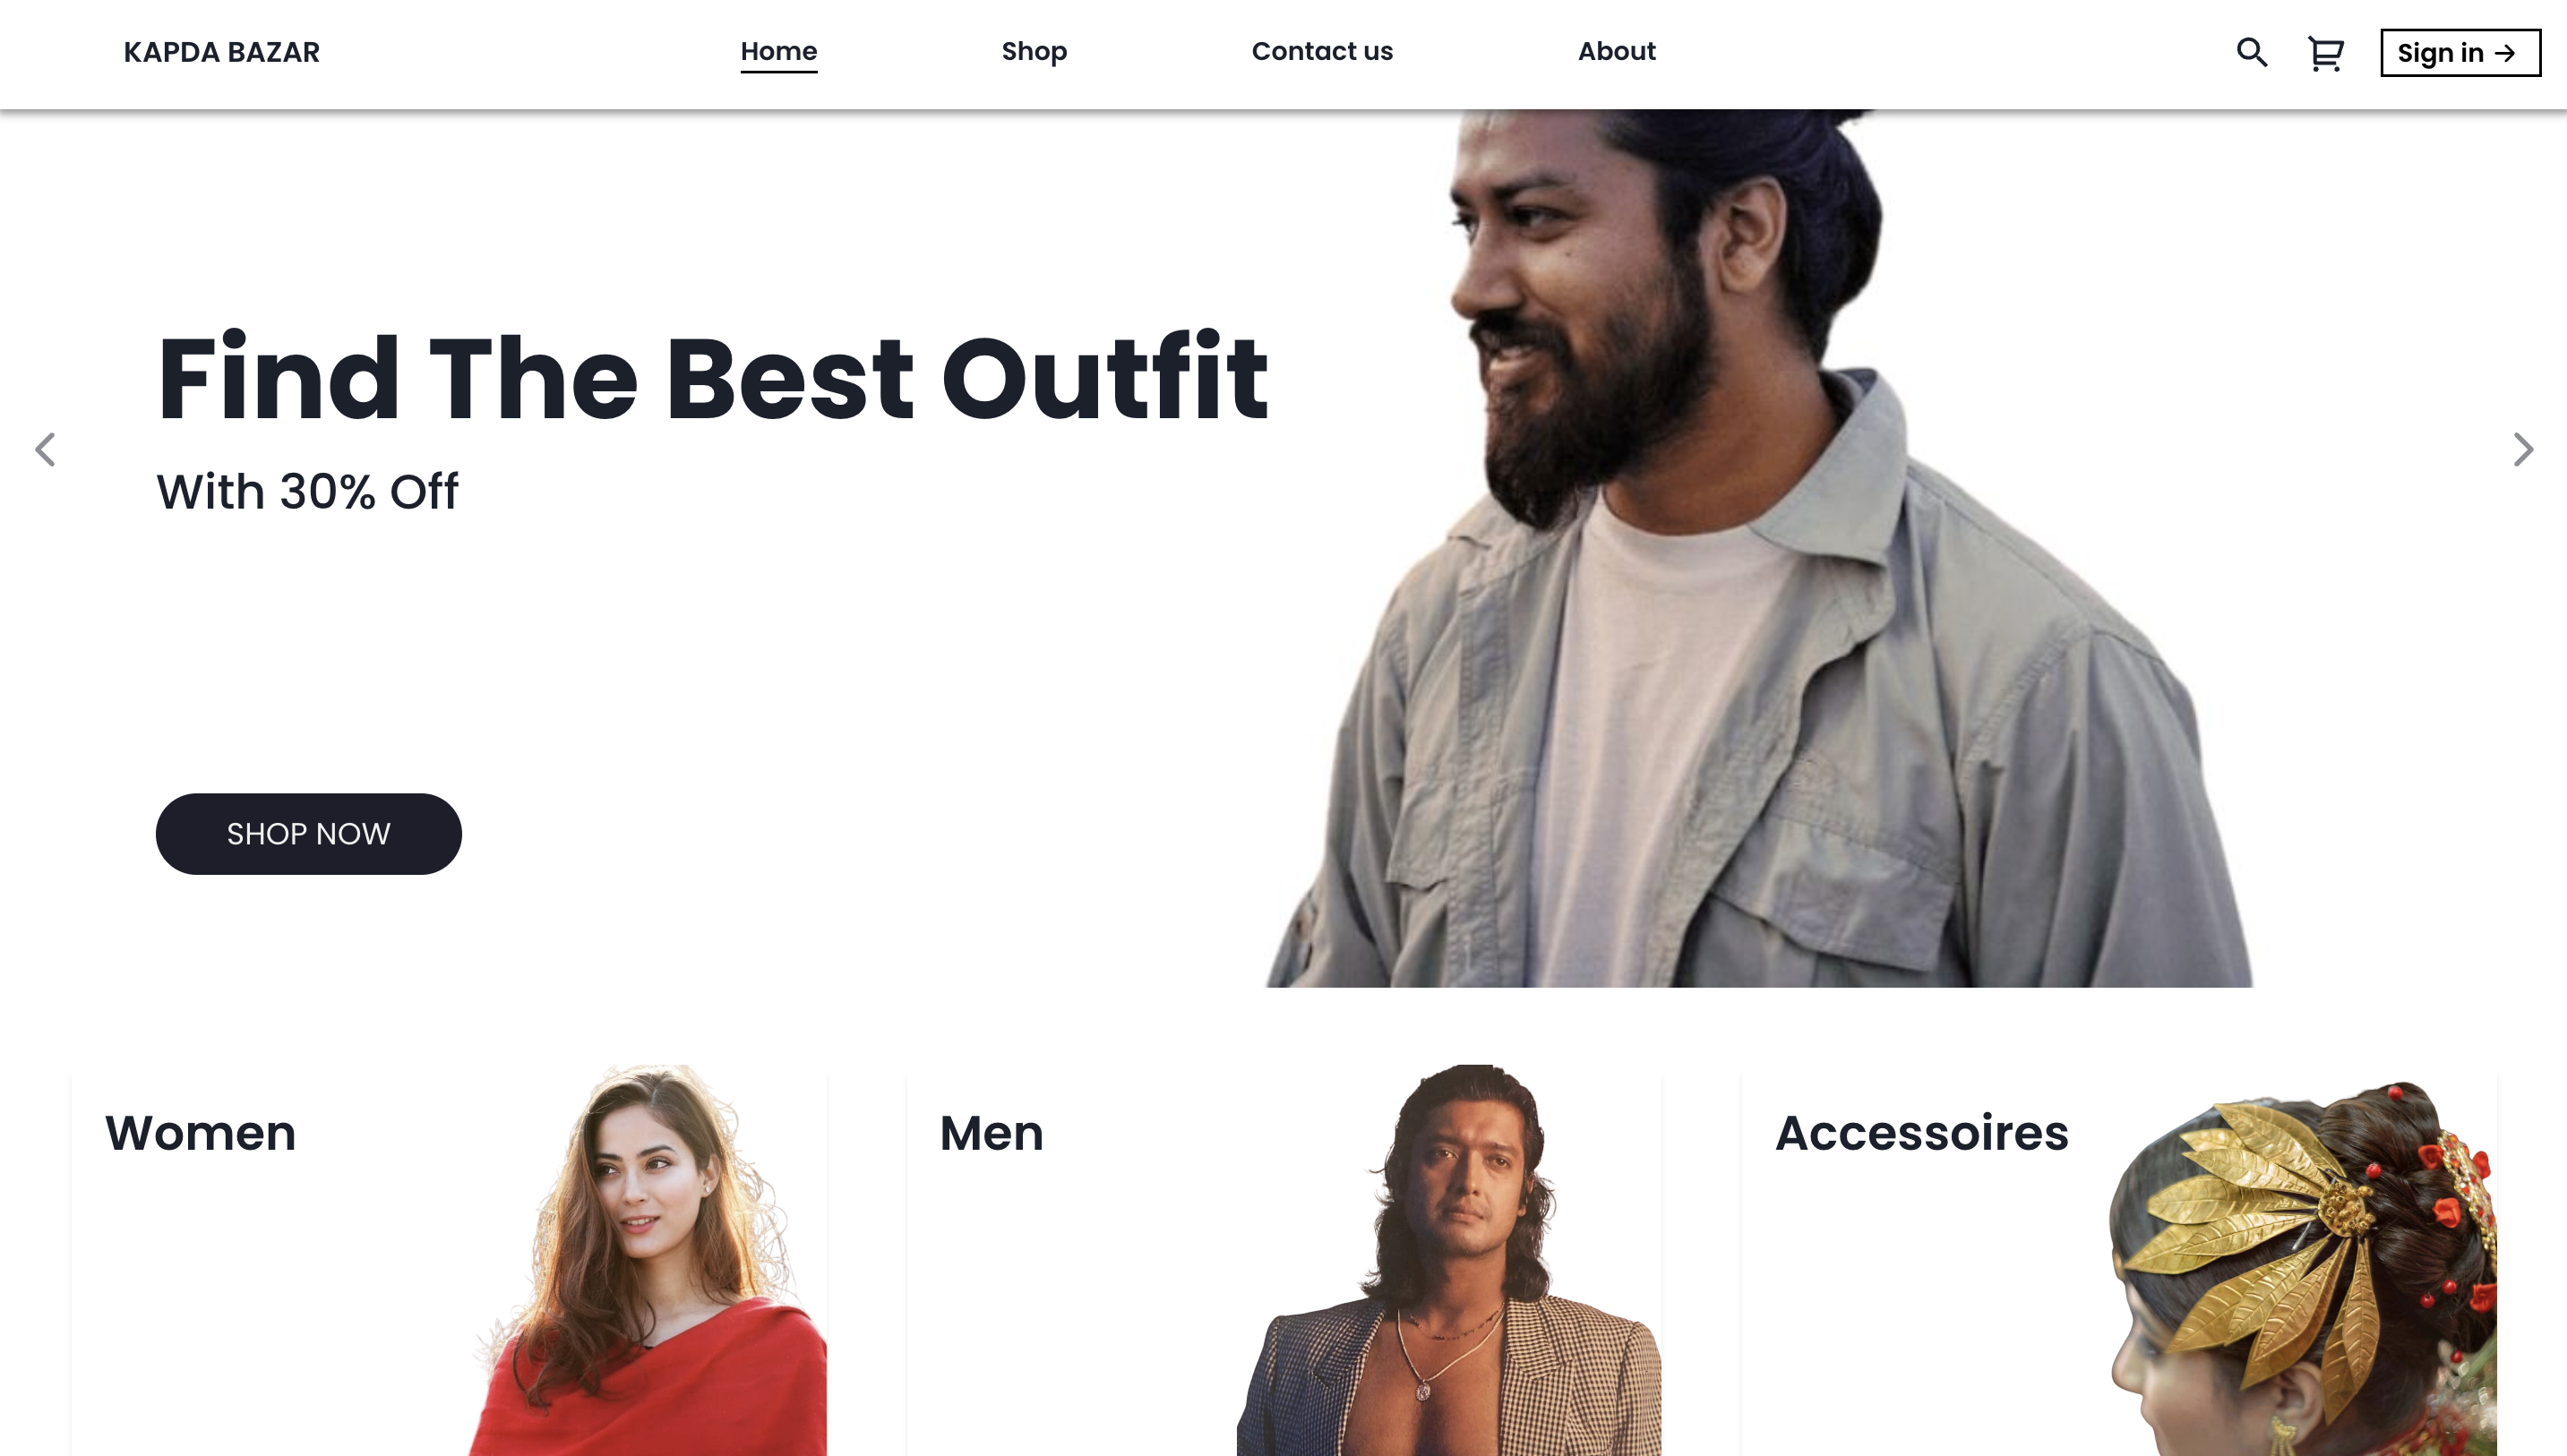 KAPDA BAZAR
Home
Shop
Contact us
About
Sign in →
Find The Best Outfit
With 30% Off
SHOP NOW
Women
Men
Accessoires